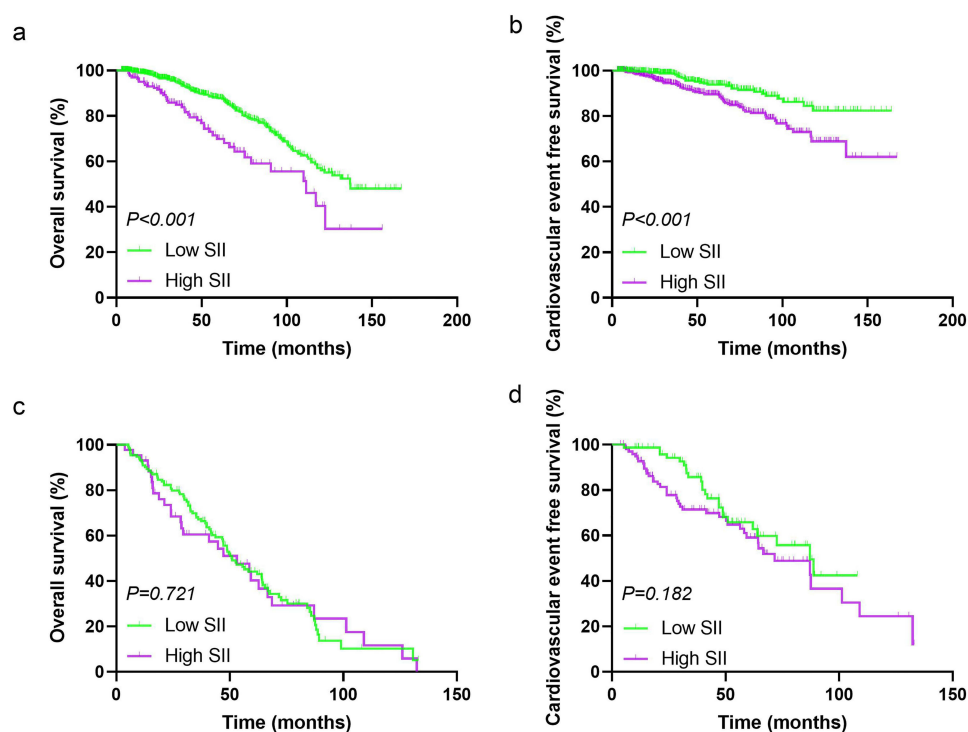 a
Overall survival (%)
100
80
60
40
20
0
P<0.001
Low SII
High SII
0 50 100 150 200
Time (months)
b
Cardiovascular event free survival (%)
100
80
60
40
20
0
P<0.001
Low SII
High SII
0 50 100 150 200
Time (months)
c
Overall survival (%)
100
80
60
40
20
0
P=0.721
Low SII
High SII
0 50 100 150
Time (months)
d
Cardiovascular event free survival (%)
100
80
60
40
20
0
P=0.182
Low SII
High SII
0 50 100 150
Time (months)